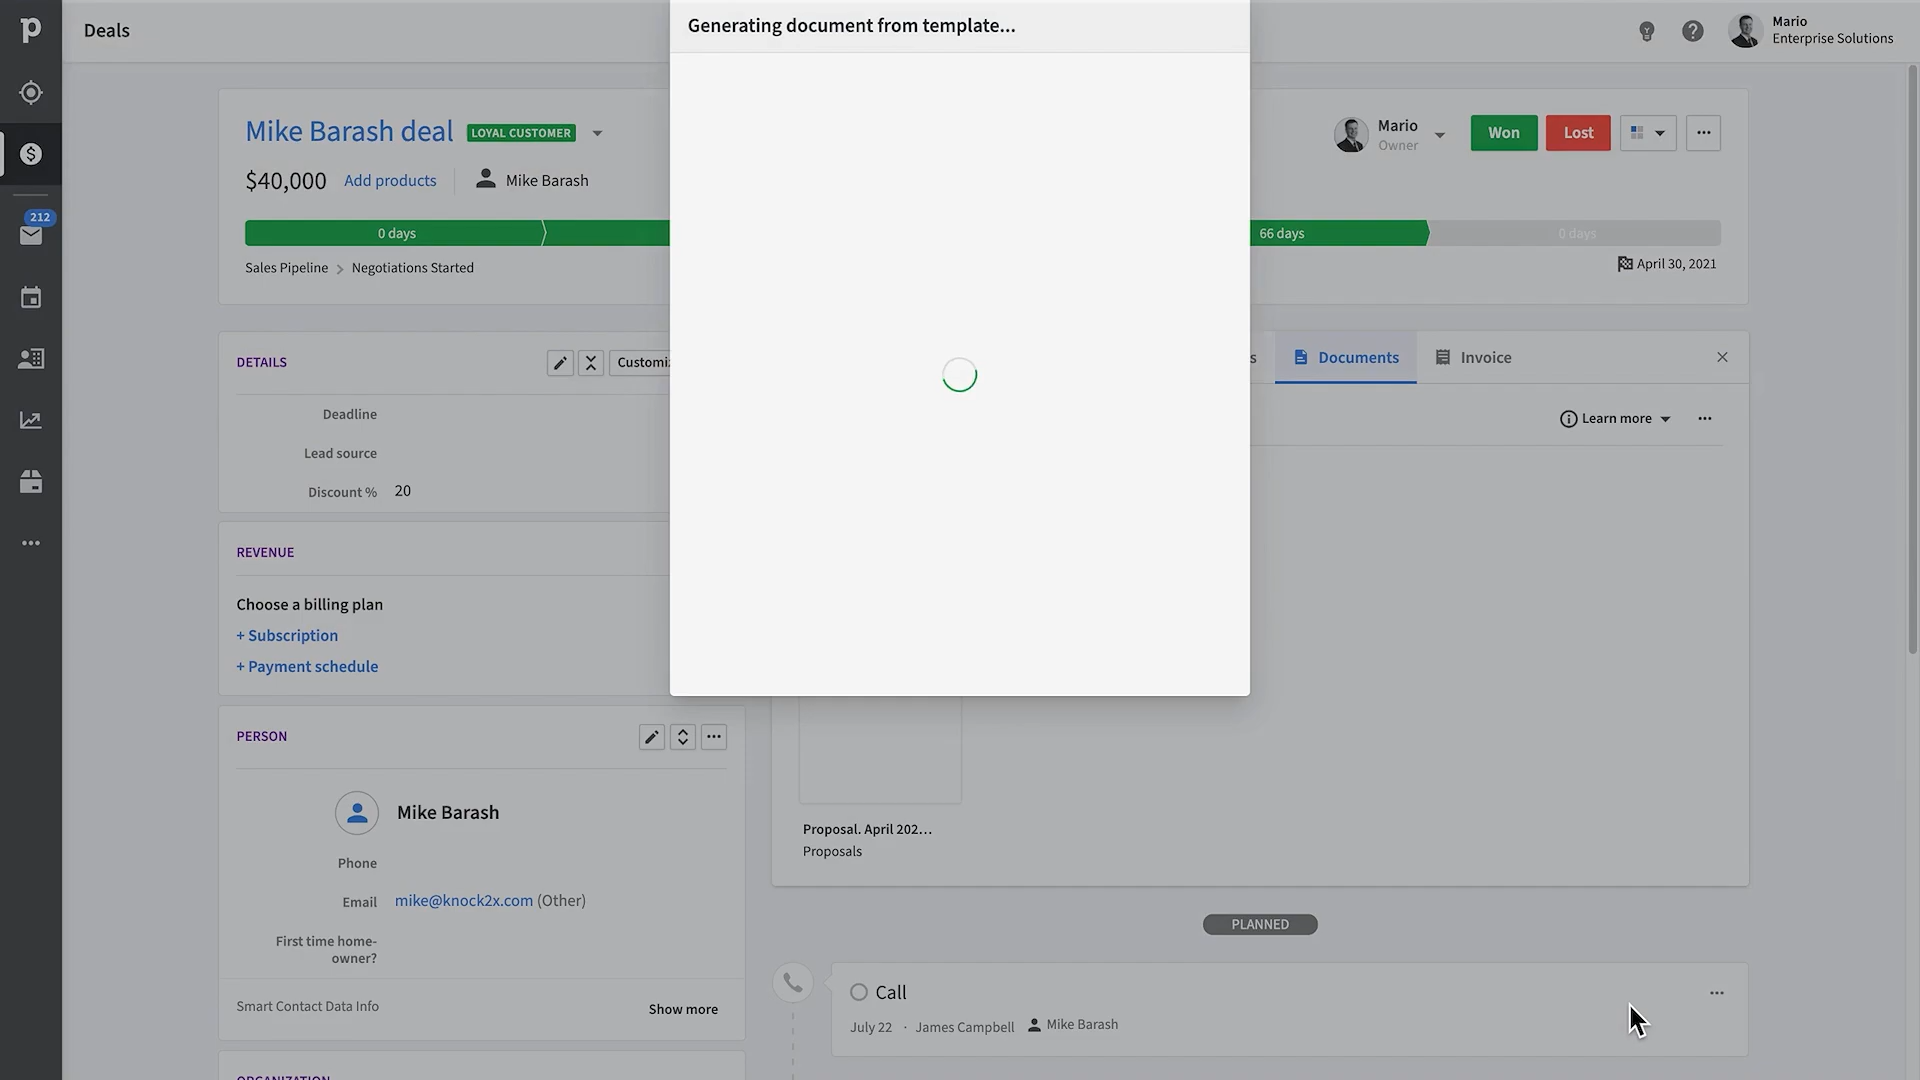 Deals
Generating document from template...
Mario
Enterprise Solutions
Mike Barash deal
LOYAL CUSTOMER
Mario
Owner
Won
Lost
$40,000
Add products
Mike Barash
212
0 days
66 days
0 days
Sales Pipeline
Negotiations Started
April 30, 2021
DETAILS
Deadline
Lead source
Discount %
20
REVENUE
Choose a billing plan
+ Subscription
+ Payment schedule
PERSON
Mike Barash
Phone
Email
mike@knock2x.com (Other)
First time home-
owner?
Smart Contact Data Info
Show more
ORGANIZATION
Documents
Invoice
Learn more
Proposal. April 202...
Proposals
PLANNED
Call
July 22 · James Campbell
Mike Barash